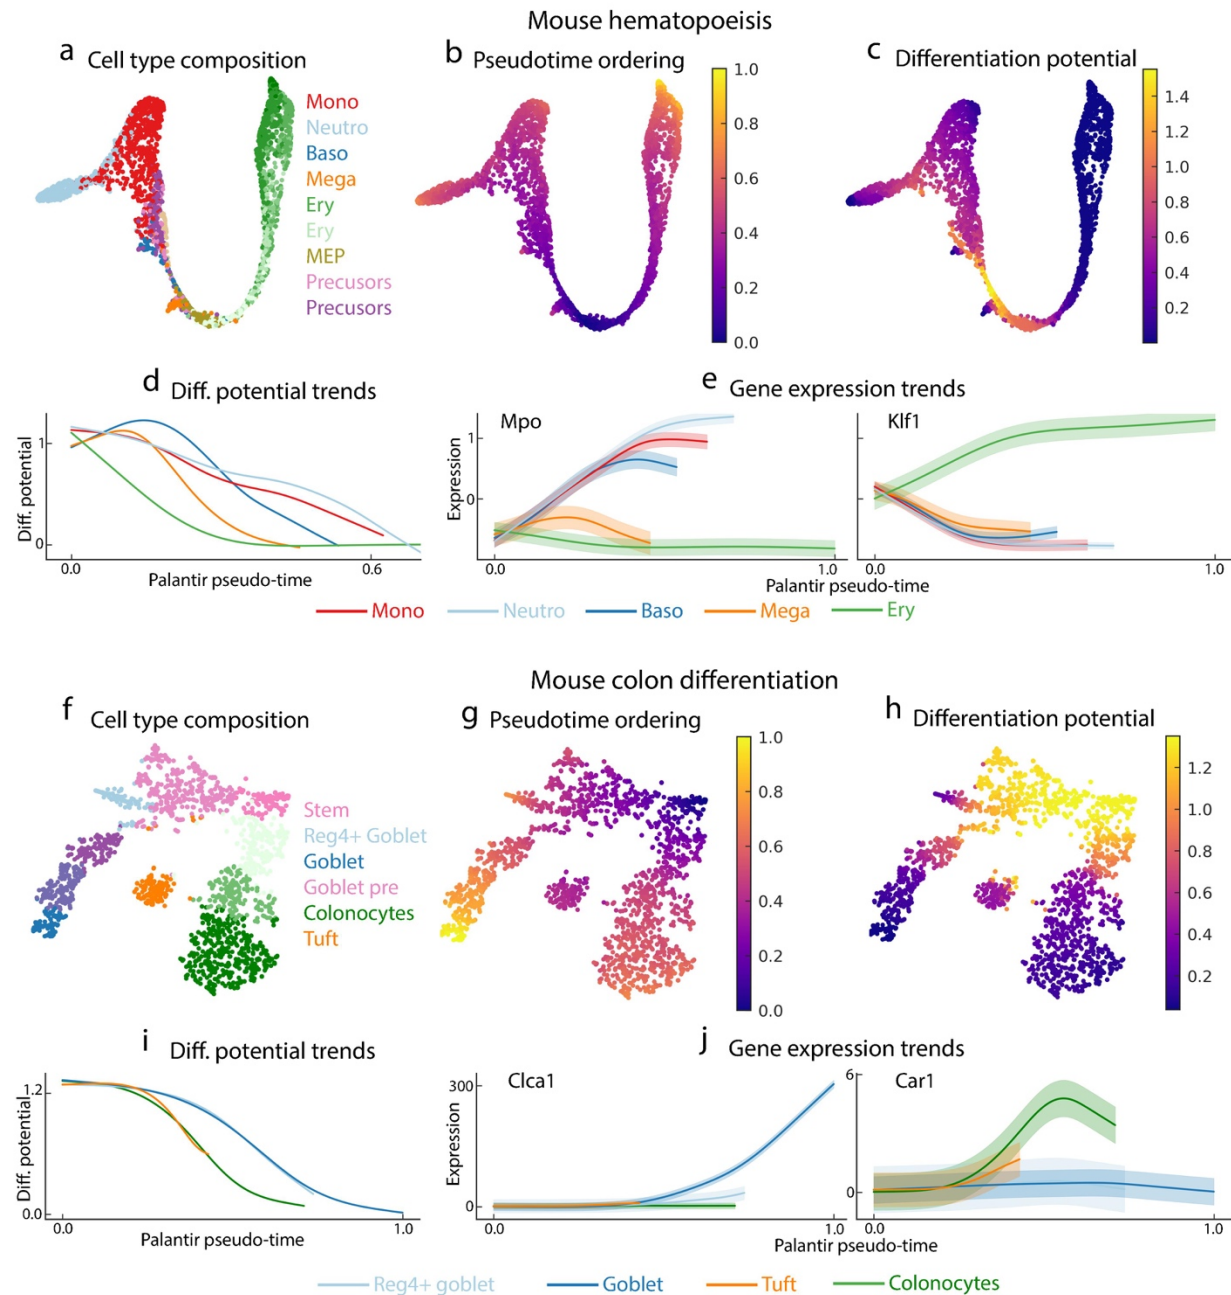 Mouse hematopoeisis
a Cell type composition
Mono
Neutro
Baso
Mega
Ery
Ery
MEP
Precusors
Precusors
b Pseudotime ordering
1.0
0.8
0.6
0.4
0.2
0.0
c Differentiation potential
1.4
1.2
1.0
0.8
0.6
0.4
0.2
d Diff. potential trends
Diff. potential
1
0
0.0 0.6
Palantir pseudo-time
e Gene expression trends
Mpo
Expression
1
0
0.0 1.0
Klf1
0.0 1.0
Palantir pseudo-time
Mono Neutro Baso Mega Ery
Mouse colon differentiation
f Cell type composition
Stem
Reg4+ Goblet
Goblet
Goblet pre
Colonocytes
Tuft
g Pseudotime ordering
1.0
0.8
0.6
0.4
0.2
0.0
h Differentiation potential
1.2
1.0
0.8
0.6
0.4
0.2
i Diff. potential trends
Diff. potential
1.2
0.0
0.0 1.0
Palantir pseudo-time
j Gene expression trends
Clca1
Expression
300
0
0.0 1.0
Car1
6
0
0.0 1.0
Palantir pseudo-time
Reg4+ goblet Goblet Tuft Colonocytes